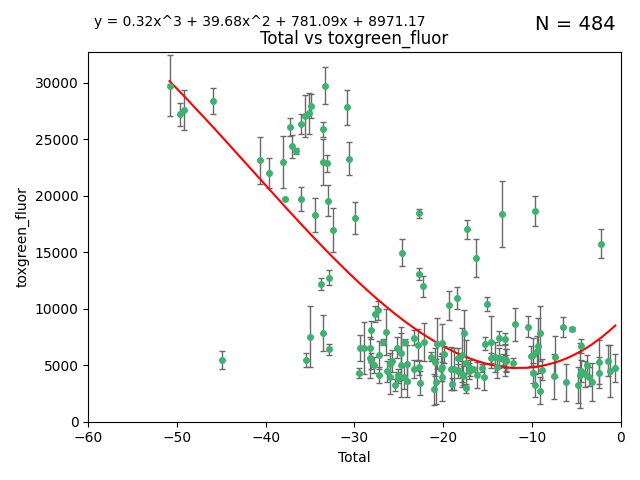 y = 0.32x^3 + 39.68x^2 + 781.09x + 8971.17
N = 484
Total vs toxgreen_fluor
30000
25000
20000
15000
10000
5000
0
toxgreen_fluor
−60 −50 −40 −30 −20 −10 0
Total